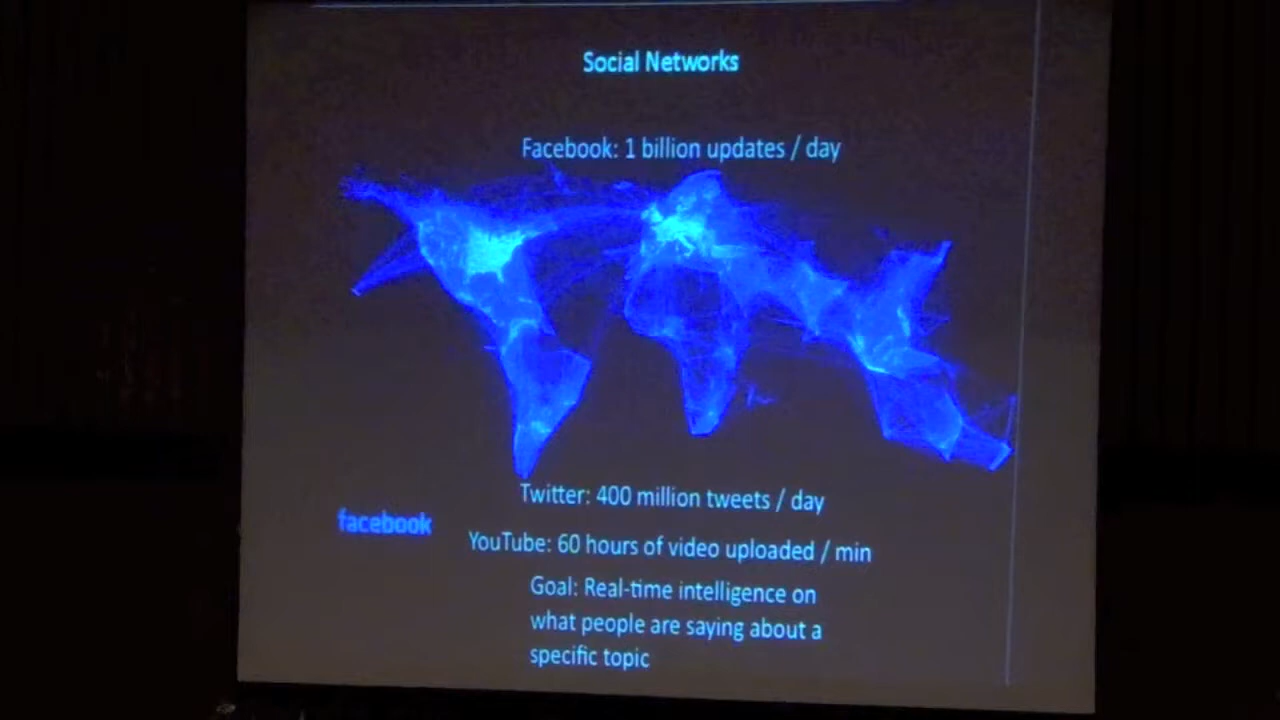 Social Networks
Facebook: 1 billion updates / day
Twitter: 400 million tweets / day
facebook
YouTube: 60 hours of video uploaded / min
Goal: Real-time intelligence on
what people are saying about a
specific topic